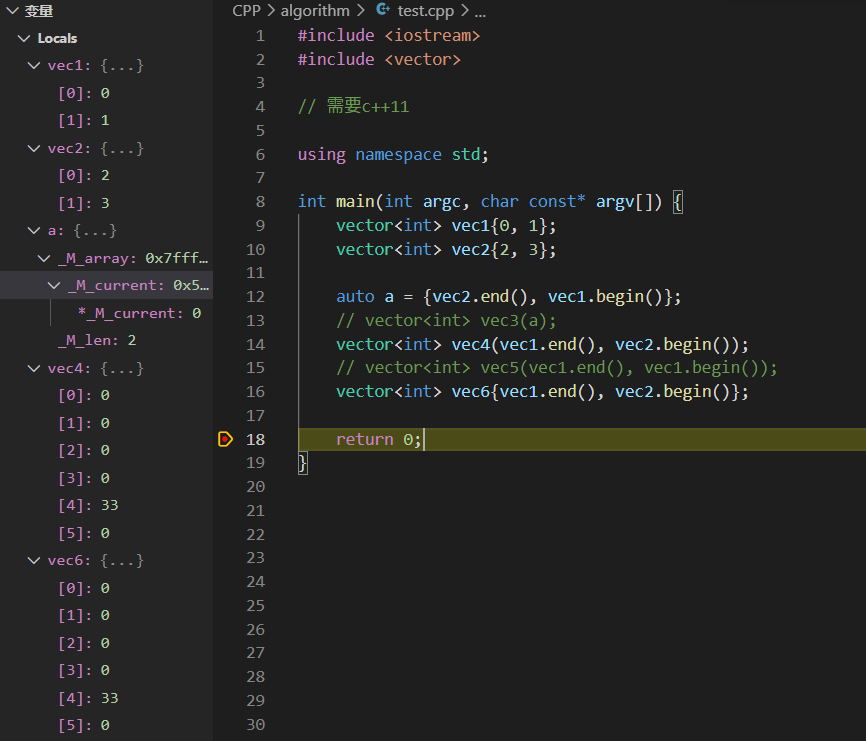 变量
Locals
vec1: {...}
[0]: 0
[1]: 1
vec2: {...}
[0]: 2
[1]: 3
a: {...}
_M_array: 0x7fff…
_M_current: 0x5…
*_M_current: 0
_M_len: 2
vec4: {...}
[0]: 0
[1]: 0
[2]: 0
[3]: 0
[4]: 33
[5]: 0
vec6: {...}
[0]: 0
[1]: 0
[2]: 0
[3]: 0
[4]: 33
[5]: 0
CPP > algorithm > test.cpp > ...
1 #include <iostream>
2 #include <vector>
3
4 // 需要c++11
5
6 using namespace std;
7
8 int main(int argc, char const* argv[]) {
9     vector<int> vec1{0, 1};
10     vector<int> vec2{2, 3};
11
12     auto a = {vec2.end(), vec1.begin()};
13     // vector<int> vec3(a);
14     vector<int> vec4(vec1.end(), vec2.begin());
15     // vector<int> vec5(vec1.end(), vec1.begin());
16     vector<int> vec6{vec1.end(), vec2.begin()};
17
18     return 0;
19 }
20
21
22
23
24
25
26
27
28
29
30